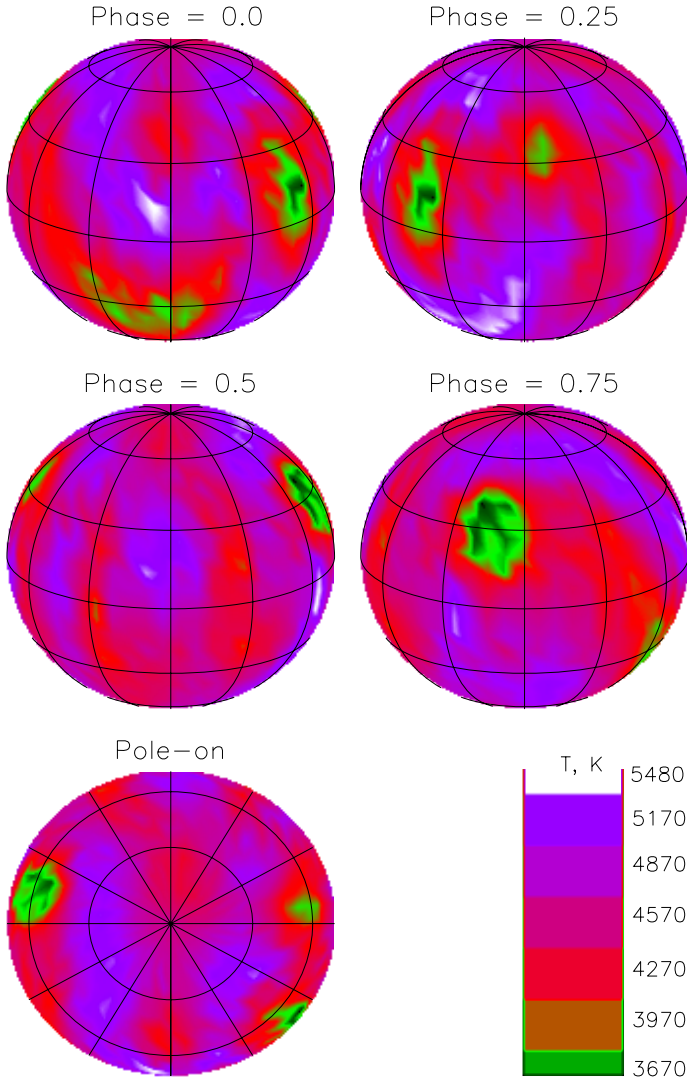 Phase = 0.0
Phase = 0.25
Phase = 0.5
Phase = 0.75
Pole-on
T, K
5480
5170
4870
4570
4270
3970
3670